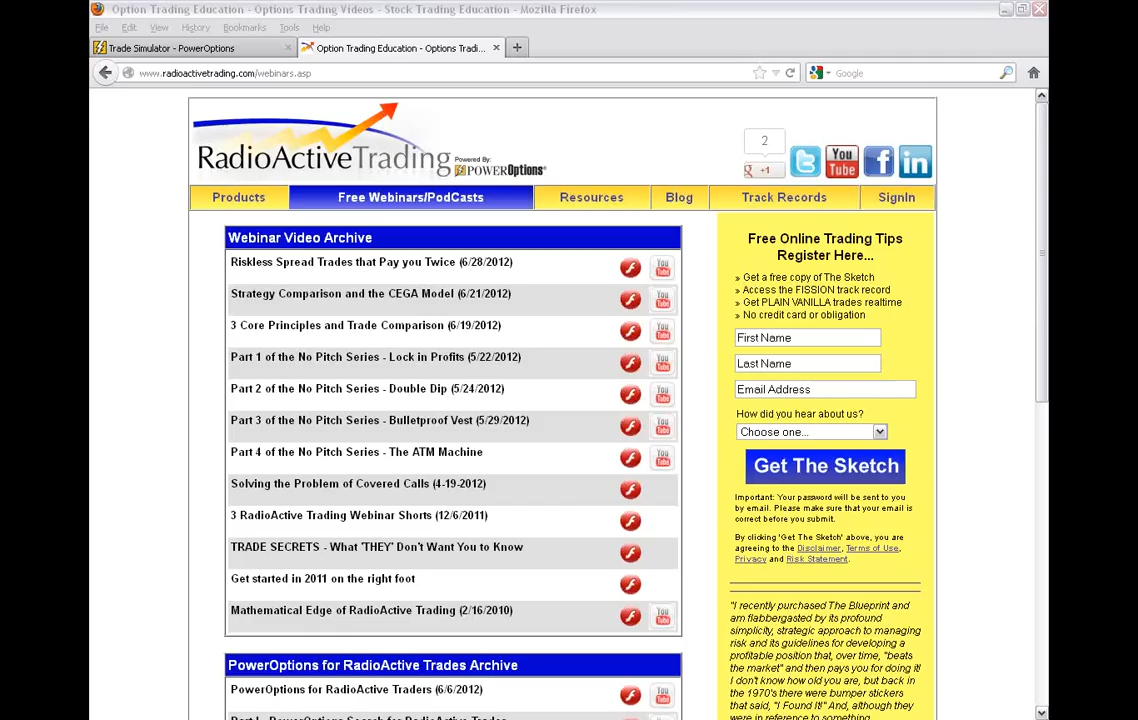 Option Trading Education - Options Trading Videos - Stock Trading Education - Mozilla Firefox
File Edit View History Bookmarks Tools Help
Trade Simulator - PowerOptions
Option Trading Education - Options Tradi...
www.radioactivetrading.com/webinars.asp
Google
RadioActiveTrading
Powered By:
POWEROptions
2
+1
You Tube
f
in
Products
Free Webinars/PodCasts
Resources
Blog
Track Records
SignIn
Webinar Video Archive
Riskless Spread Trades that Pay you Twice (6/28/2012)
Strategy Comparison and the CEGA Model (6/21/2012)
3 Core Principles and Trade Comparison (6/19/2012)
Part 1 of the No Pitch Series - Lock in Profits (5/22/2012)
Part 2 of the No Pitch Series - Double Dip (5/24/2012)
Part 3 of the No Pitch Series - Bulletproof Vest (5/29/2012)
Part 4 of the No Pitch Series - The ATM Machine
Solving the Problem of Covered Calls (4-19-2012)
3 RadioActive Trading Webinar Shorts (12/6/2011)
TRADE SECRETS - What 'THEY' Don't Want You to Know
Get started in 2011 on the right foot
Mathematical Edge of RadioActive Trading (2/16/2010)
PowerOptions for RadioActive Trades Archive
PowerOptions for RadioActive Traders (6/6/2012)
Free Online Trading Tips
Register Here...
» Get a free copy of The Sketch
» Access the FISSION track record
» Get PLAIN VANILLA trades realtime
» No credit card or obligation
First Name
Last Name
Email Address
How did you hear about us?
Choose one...
Get The Sketch
Important: Your password will be sent to you
by email. Please make sure that your email is
correct before you submit.
By clicking 'Get The Sketch' above, you are
agreeing to the Disclaimer, Terms of Use,
Privacy and Risk Statement.
"I recently purchased The Blueprint and
am flabbergasted by its profound
simplicity, strategic approach to managing
risk and its guidelines for developing a
profitable position that, over time, "beats
the market" and then pays you for doing it!
I don't know how old you are, but back in
the 1970's there were bumper stickers
that said, "I Found It!" And, although they
were in reference to something